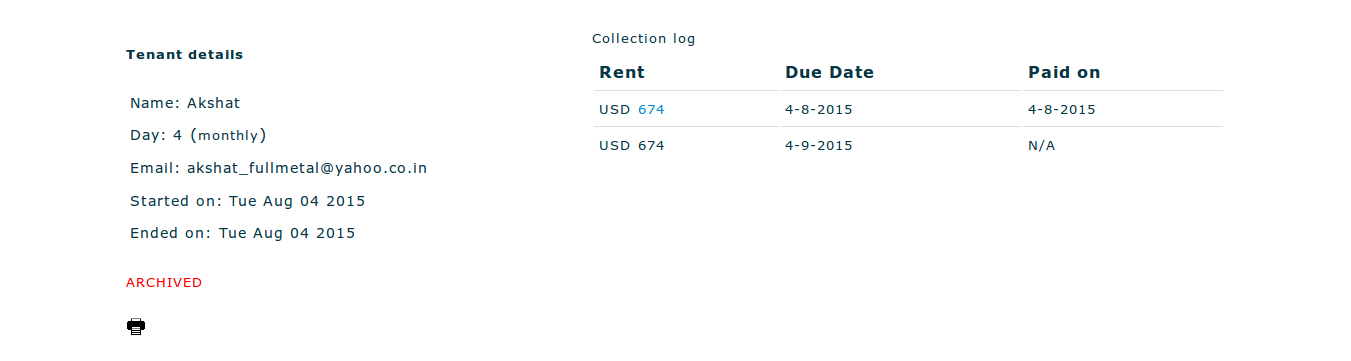 Tenant details
Name: Akshat
Day: 4 (monthly)
Email: akshat_fullmetal@yahoo.co.in
Started on: Tue Aug 04 2015
Ended on: Tue Aug 04 2015
ARCHIVED
Collection log
Rent Due Date Paid on
USD 674 4-8-2015 4-8-2015
USD 674 4-9-2015 N/A